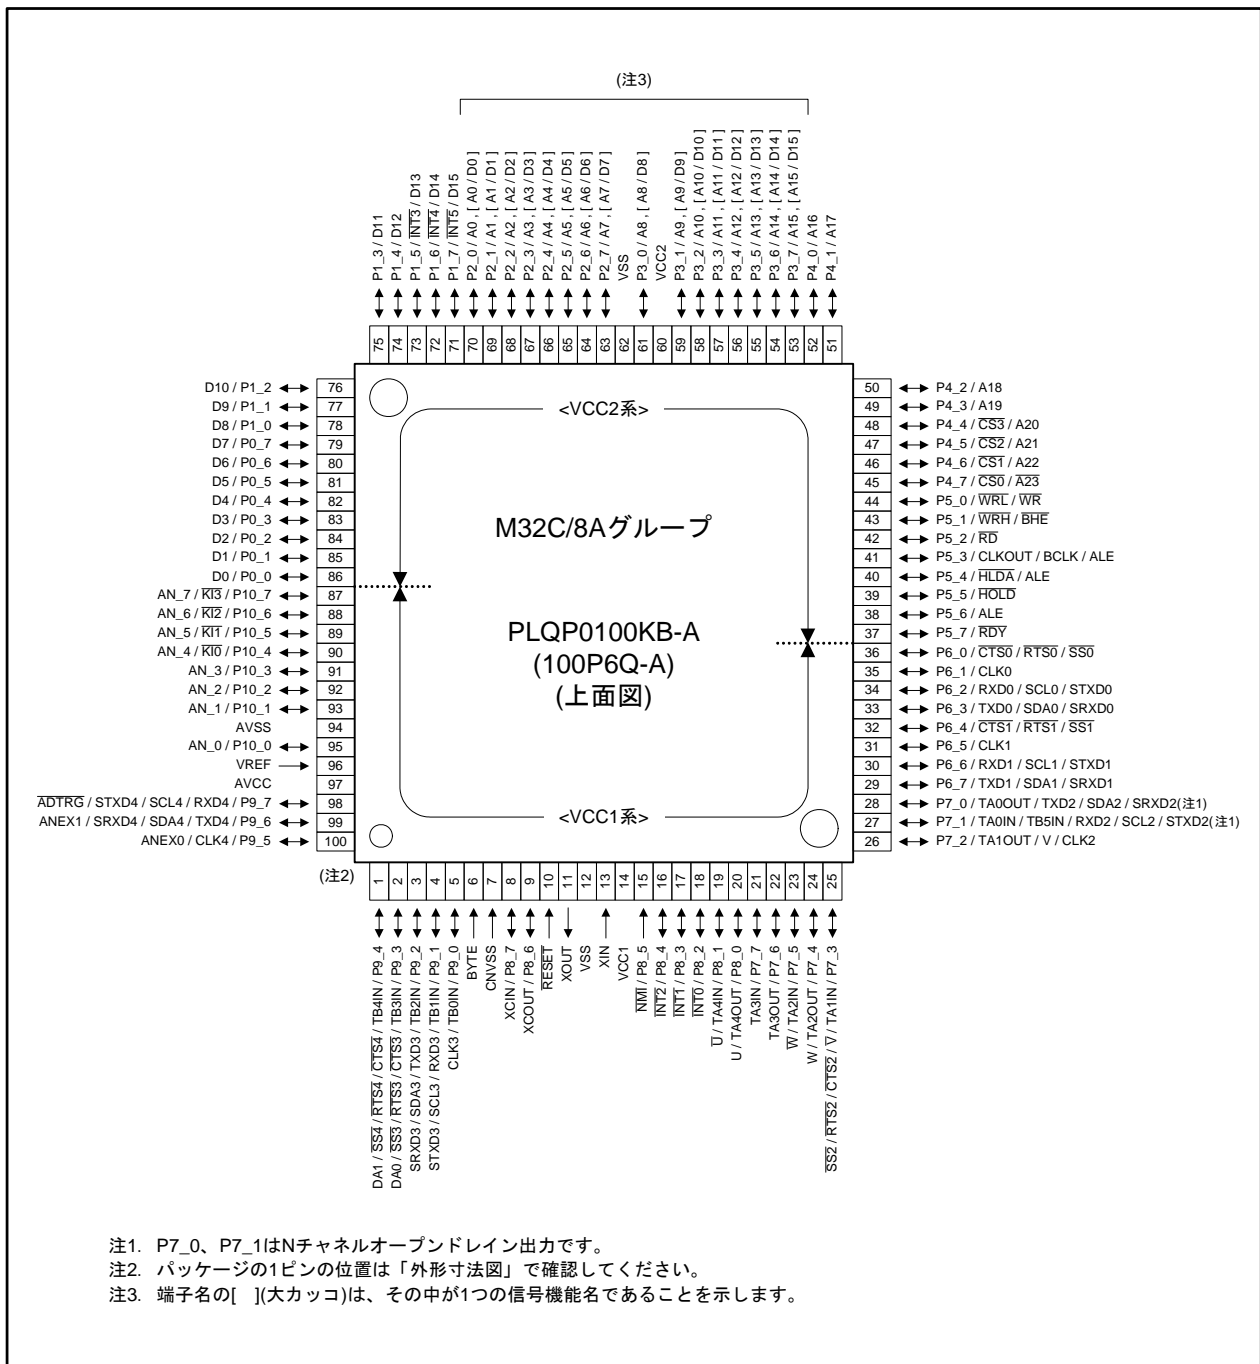 (注3)
P1_3 / D11
P1_4 / D12
P1_5 / INT3 / D13
P1_6 / INT4 / D14
P1_7 / INT5 / D15
P2_0 / A0 , [ A0 / D0 ]
P2_1 / A1 , [ A1 / D1 ]
P2_2 / A2 , [ A2 / D2 ]
P2_3 / A3 , [ A3 / D3 ]
P2_4 / A4 , [ A4 / D4 ]
P2_5 / A5 , [ A5 / D5 ]
P2_6 / A6 , [ A6 / D6 ]
P2_7 / A7 , [ A7 / D7 ]
VSS
P3_0 / A8 , [ A8 / D8 ]
VCC2
P3_1 / A9 , [ A9 / D9 ]
P3_2 / A10 , [ A10 / D10 ]
P3_3 / A11 , [ A11 / D11 ]
P3_4 / A12 , [ A12 / D12 ]
P3_5 / A13 , [ A13 / D13 ]
P3_6 / A14 , [ A14 / D14 ]
P3_7 / A15 , [ A15 / D15 ]
P4_0 / A16
P4_1 / A17
75 74 73 72 71 70 69 68 67 66 65 64 63 62 61 60 59 58 57 56 55 54 53 52 51
D10 / P1_2 76
D9 / P1_1 77
D8 / P1_0 78
D7 / P0_7 79
D6 / P0_6 80
D5 / P0_5 81
D4 / P0_4 82
D3 / P0_3 83
D2 / P0_2 84
D1 / P0_1 85
D0 / P0_0 86
AN_7 / KI3 / P10_7 87
AN_6 / KI2 / P10_6 88
AN_5 / KI1 / P10_5 89
AN_4 / KI0 / P10_4 90
AN_3 / P10_3 91
AN_2 / P10_2 92
AN_1 / P10_1 93
AVSS 94
AN_0 / P10_0 95
VREF 96
AVCC 97
ADTRG / STXD4 / SCL4 / RXD4 / P9_7 98
ANEX1 / SRXD4 / SDA4 / TXD4 / P9_6 99
ANEX0 / CLK4 / P9_5 100
<VCC2系>
M32C/8Aグループ
PLQP0100KB-A
(100P6Q-A)
(上面図)
<VCC1系>
50 P4_2 / A18
49 P4_3 / A19
48 P4_4 / CS3 / A20
47 P4_5 / CS2 / A21
46 P4_6 / CS1 / A22
45 P4_7 / CS0 / A23
44 P5_0 / WRL / WR
43 P5_1 / WRH / BHE
42 P5_2 / RD
41 P5_3 / CLKOUT / BCLK / ALE
40 P5_4 / HLDA / ALE
39 P5_5 / HOLD
38 P5_6 / ALE
37 P5_7 / RDY
36 P6_0 / CTS0 / RTS0 / SS0
35 P6_1 / CLK0
34 P6_2 / RXD0 / SCL0 / STXD0
33 P6_3 / TXD0 / SDA0 / SRXD0
32 P6_4 / CTS1 / RTS1 / SS1
31 P6_5 / CLK1
30 P6_6 / RXD1 / SCL1 / STXD1
29 P6_7 / TXD1 / SDA1 / SRXD1
28 P7_0 / TA0OUT / TXD2 / SDA2 / SRXD2(注1)
27 P7_1 / TA0IN / TB5IN / RXD2 / SCL2 / STXD2(注1)
26 P7_2 / TA1OUT / V / CLK2
(注2)
1 2 3 4 5 6 7 8 9 10 11 12 13 14 15 16 17 18 19 20 21 22 23 24 25
DA1 / SS4 / RTS4 / CTS4 / TB4IN / P9_4
DA0 / SS3 / RTS3 / CTS3 / TB3IN / P9_3
SRXD3 / SDA3 / TXD3 / TB2IN / P9_2
STXD3 / SCL3 / RXD3 / TB1IN / P9_1
CLK3 / TB0IN / P9_0
BYTE
CNVSS
XCIN / P8_7
XCOUT / P8_6
RESET
XOUT
VSS
XIN
VCC1
NMI / P8_5
INT2 / P8_4
INT1 / P8_3
INT0 / P8_2
U / TA4IN / P8_1
U / TA4OUT / P8_0
TA3IN / P7_7
TA3OUT / P7_6
W / TA2IN / P7_5
W / TA2OUT / P7_4
SS2 / RTS2 / CTS2 / V / TA1IN / P7_3
注1. P7_0、P7_1はNチャネルオープンドレイン出力です。
注2. パッケージの1ピンの位置は「外形寸法図」で確認してください。
注3. 端子名の[ ](大カッコ)は、その中が1つの信号機能名であることを示します。